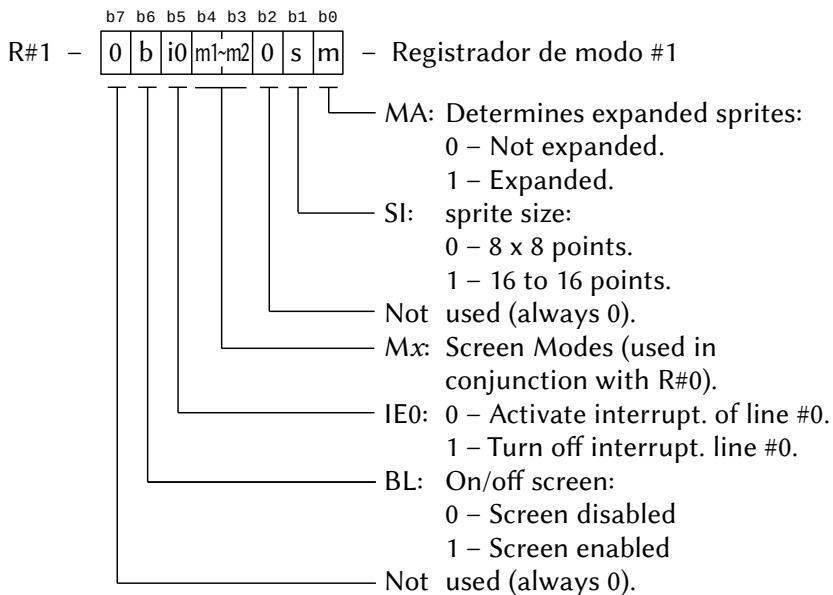 b7 b6 b5 b4 b3 b2 b1 b0
R#1 – 0 b i0 m1~m2 0 s m – Registrador de modo #1
MA: Determines expanded sprites:
0 – Not expanded.
1 – Expanded.
SI: sprite size:
0 – 8 x 8 points.
1 – 16 to 16 points.
Not used (always 0).
Mx: Screen Modes (used in
conjunction with R#0).
IE0: 0 – Activate interrupt. of line #0.
1 – Turn off interrupt. line #0.
BL: On/off screen:
0 – Screen disabled
1 – Screen enabled
Not used (always 0).